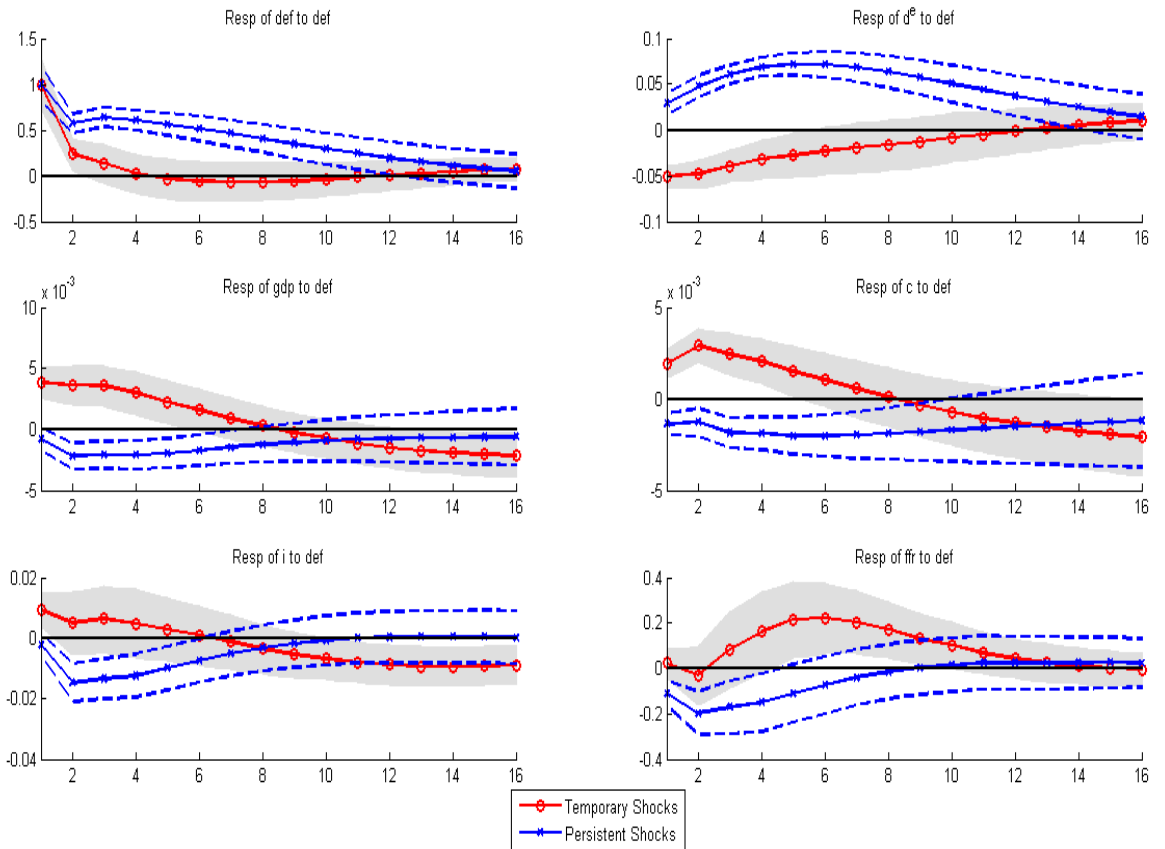 Resp of def to def
1.5
1
0.5
0
-0.5
2 4 6 8 10 12 14 16
Resp of dᵉ to def
0.1
0.05
0
-0.05
-0.1
2 4 6 8 10 12 14 16
Resp of gdp to def
x 10⁻³
10
5
0
-5
2 4 6 8 10 12 14 16
Resp of c to def
x 10⁻³
5
0
-5
2 4 6 8 10 12 14 16
Resp of i to def
0.02
0
-0.02
-0.04
2 4 6 8 10 12 14 16
Resp of ffr to def
0.4
0.2
0
-0.2
-0.4
2 4 6 8 10 12 14 16
Temporary Shocks
Persistent Shocks